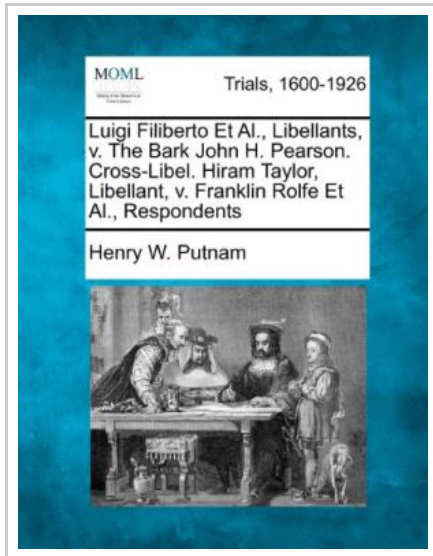 MOML
Trials, 1600-1926
Luigi Filiberto Et Al., Libellants,
v. The Bark John H. Pearson.
Cross-Libel. Hiram Taylor,
Libellant, v. Franklin Rolfe Et
Al., Respondents
Henry W. Putnam